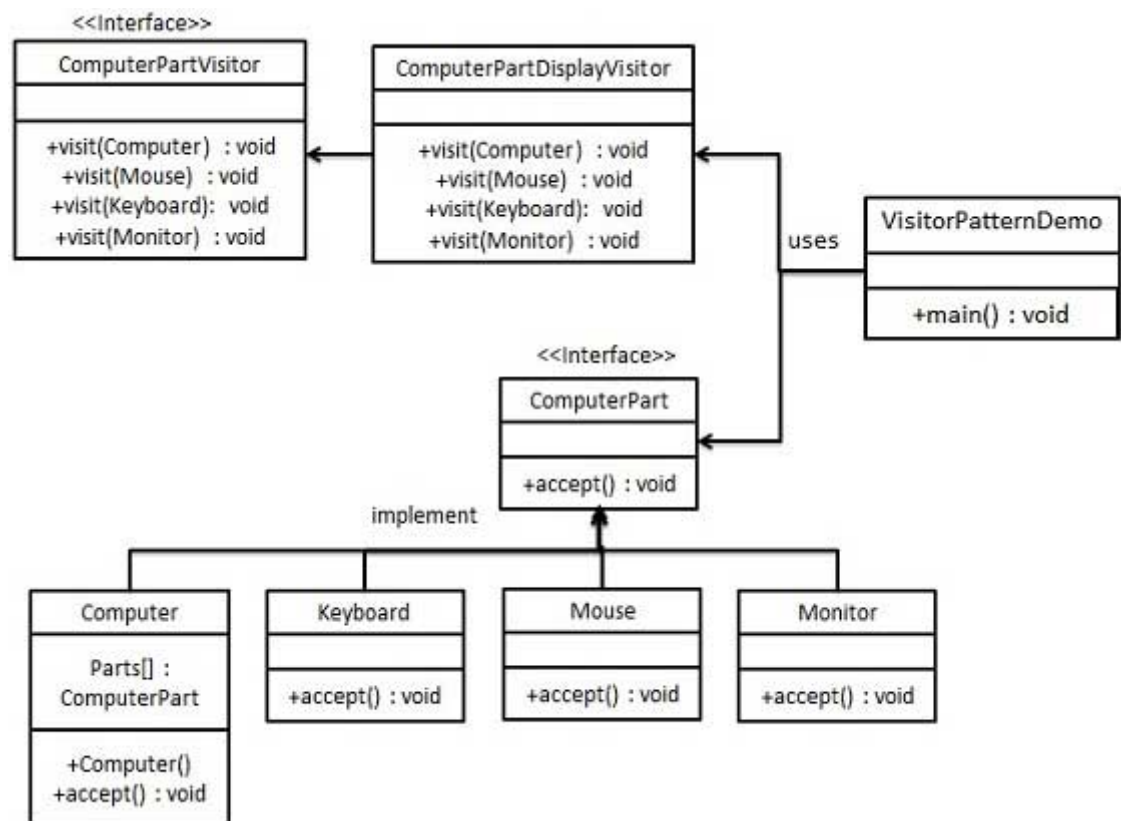 <<Interface>>
ComputerPartVisitor
+visit(Computer) : void
+visit(Mouse) : void
+visit(Keyboard): void
+visit(Monitor) : void
ComputerPartDisplayVisitor
+visit(Computer) : void
+visit(Mouse) : void
+visit(Keyboard): void
+visit(Monitor) : void
uses
VisitorPatternDemo
+main() : void
<<Interface>>
ComputerPart
+accept() : void
implement
Computer
Parts[] :
ComputerPart
+Computer()
+accept() : void
Keyboard
+accept() : void
Mouse
+accept() : void
Monitor
+accept() : void